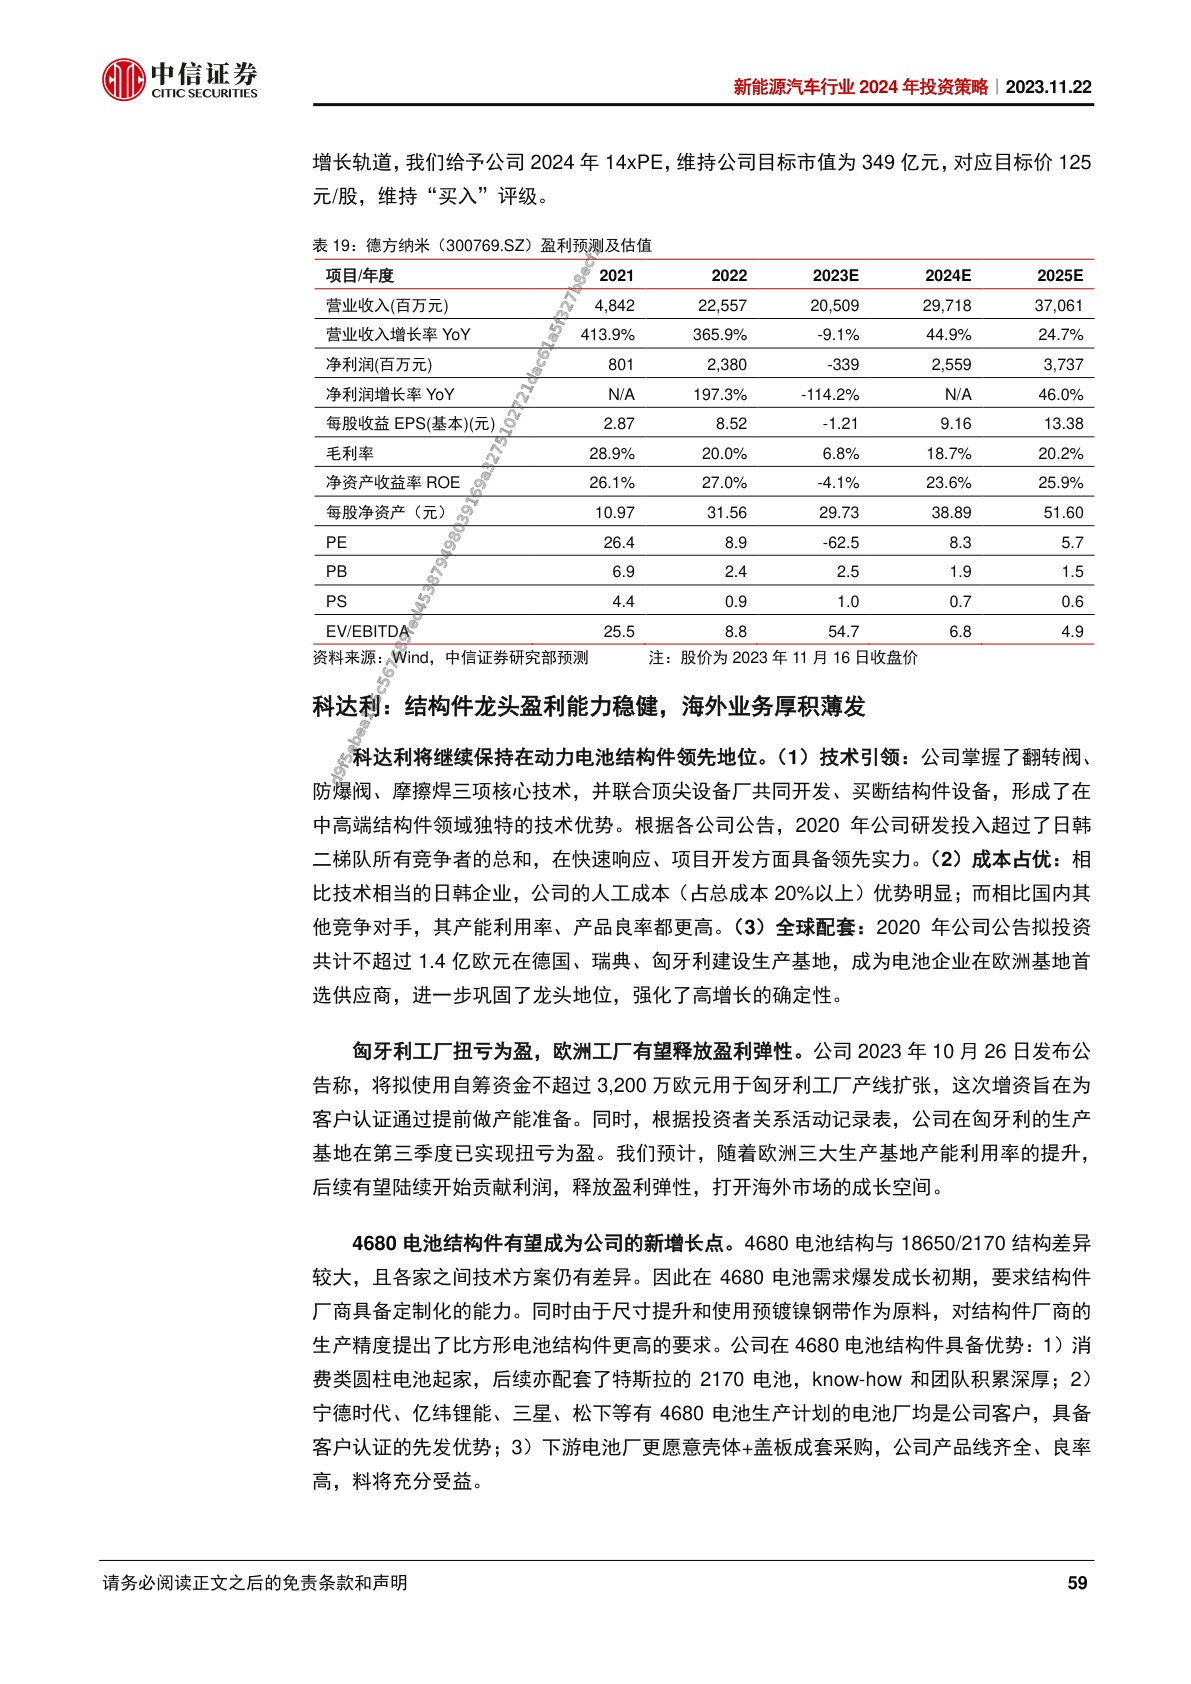 中信证券
CITIC SECURITIES
新能源汽车行业 2024 年投资策略｜2023.11.22
增长轨道，我们给予公司 2024 年 14xPE，维持公司目标市值为 349 亿元，对应目标价 125
元/股，维持“买入”评级。
表 19：德方纳米（300769.SZ）盈利预测及估值
项目/年度 2021 2022 2023E 2024E 2025E
营业收入(百万元) 4,842 22,557 20,509 29,718 37,061
营业收入增长率 YoY 413.9% 365.9% -9.1% 44.9% 24.7%
净利润(百万元) 801 2,380 -339 2,559 3,737
净利润增长率 YoY N/A 197.3% -114.2% N/A 46.0%
每股收益 EPS(基本)(元) 2.87 8.52 -1.21 9.16 13.38
毛利率 28.9% 20.0% 6.8% 18.7% 20.2%
净资产收益率 ROE 26.1% 27.0% -4.1% 23.6% 25.9%
每股净资产（元） 10.97 31.56 29.73 38.89 51.60
PE 26.4 8.9 -62.5 8.3 5.7
PB 6.9 2.4 2.5 1.9 1.5
PS 4.4 0.9 1.0 0.7 0.6
EV/EBITDA 25.5 8.8 54.7 6.8 4.9
资料来源：Wind，中信证券研究部预测 注：股价为 2023 年 11 月 16 日收盘价
科达利：结构件龙头盈利能力稳健，海外业务厚积薄发
科达利将继续保持在动力电池结构件领先地位。（1）技术引领：公司掌握了翻转阀、
防爆阀、摩擦焊三项核心技术，并联合顶尖设备厂共同开发、买断结构件设备，形成了在
中高端结构件领域独特的技术优势。根据各公司公告，2020 年公司研发投入超过了日韩
二梯队所有竞争者的总和，在快速响应、项目开发方面具备领先实力。（2）成本占优：相
比技术相当的日韩企业，公司的人工成本（占总成本 20%以上）优势明显；而相比国内其
他竞争对手，其产能利用率、产品良率都更高。（3）全球配套：2020 年公司公告拟投资
共计不超过 1.4 亿欧元在德国、瑞典、匈牙利建设生产基地，成为电池企业在欧洲基地首
选供应商，进一步巩固了龙头地位，强化了高增长的确定性。
匈牙利工厂扭亏为盈，欧洲工厂有望释放盈利弹性。公司 2023 年 10 月 26 日发布公
告称，将拟使用自筹资金不超过 3,200 万欧元用于匈牙利工厂产线扩张，这次增资旨在为
客户认证通过提前做产能准备。同时，根据投资者关系活动记录表，公司在匈牙利的生产
基地在第三季度已实现扭亏为盈。我们预计，随着欧洲三大生产基地产能利用率的提升，
后续有望陆续开始贡献利润，释放盈利弹性，打开海外市场的成长空间。
4680 电池结构件有望成为公司的新增长点。4680 电池结构与 18650/2170 结构差异
较大，且各家之间技术方案仍有差异。因此在 4680 电池需求爆发成长初期，要求结构件
厂商具备定制化的能力。同时由于尺寸提升和使用预镀镍钢带作为原料，对结构件厂商的
生产精度提出了比方形电池结构件更高的要求。公司在 4680 电池结构件具备优势：1）消
费类圆柱电池起家，后续亦配套了特斯拉的 2170 电池，know-how 和团队积累深厚；2）
宁德时代、亿纬锂能、三星、松下等有 4680 电池生产计划的电池厂均是公司客户，具备
客户认证的先发优势；3）下游电池厂更愿意壳体+盖板成套采购，公司产品线齐全、良率
高，料将充分受益。
请务必阅读正文之后的免责条款和声明 59